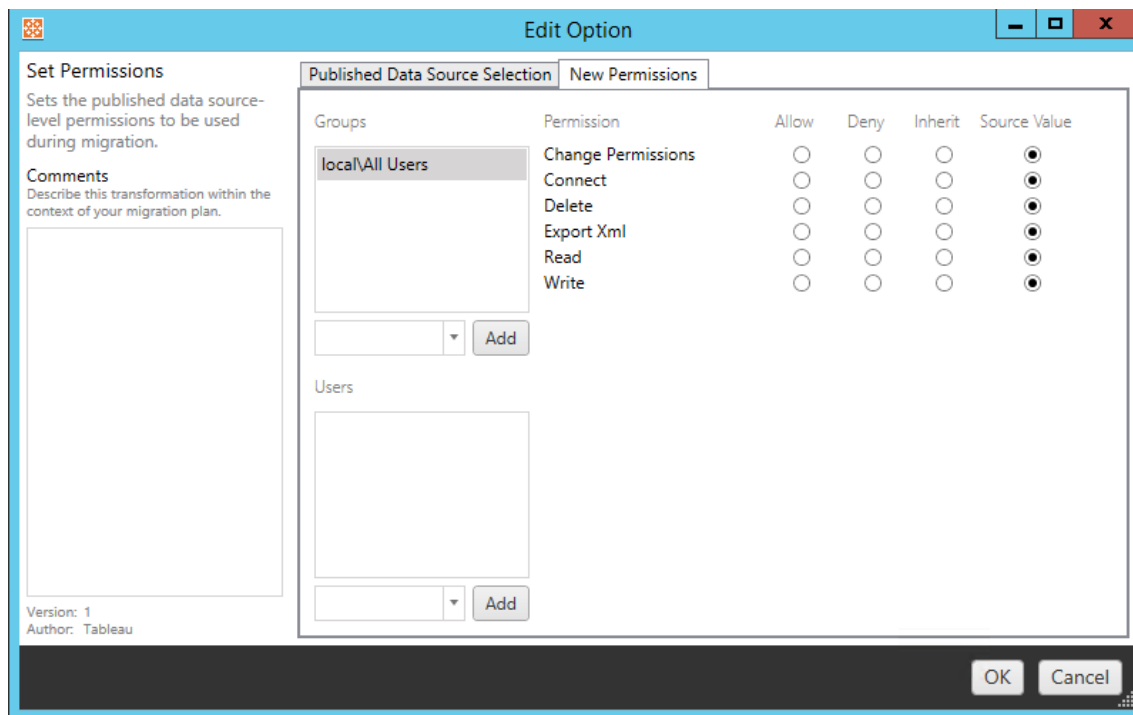 Edit Option
Set Permissions
Sets the published data source-
level permissions to be used
during migration.
Comments
Describe this transformation within the
context of your migration plan.
Version: 1
Author: Tableau
Published Data Source Selection
New Permissions
Groups
local\All Users
Add
Users
Add
Permission Allow Deny Inherit Source Value
Change Permissions
Connect
Delete
Export Xml
Read
Write
OK
Cancel